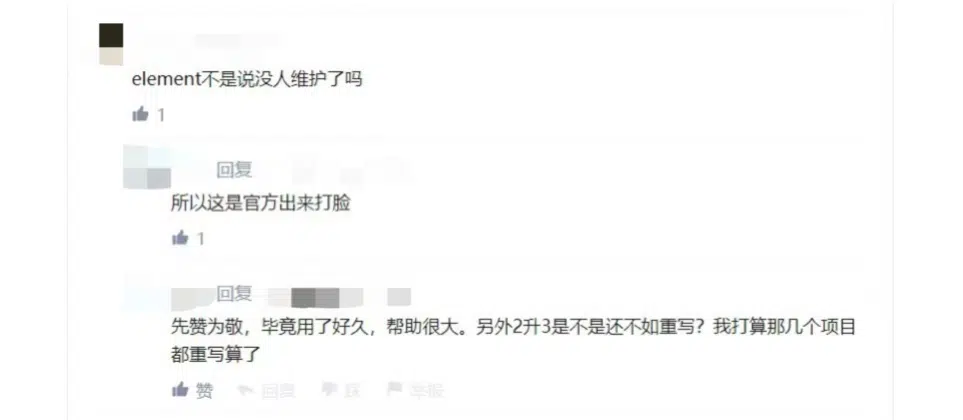 element不是说没人维护了吗
1
回复
所以这是官方出来打脸
1
回复
先赞为敬，毕竟用了好久，帮助很大。另外2升3是不是还不如重写？我打算那几个项目
都重写算了
赞 回复 踩 举报